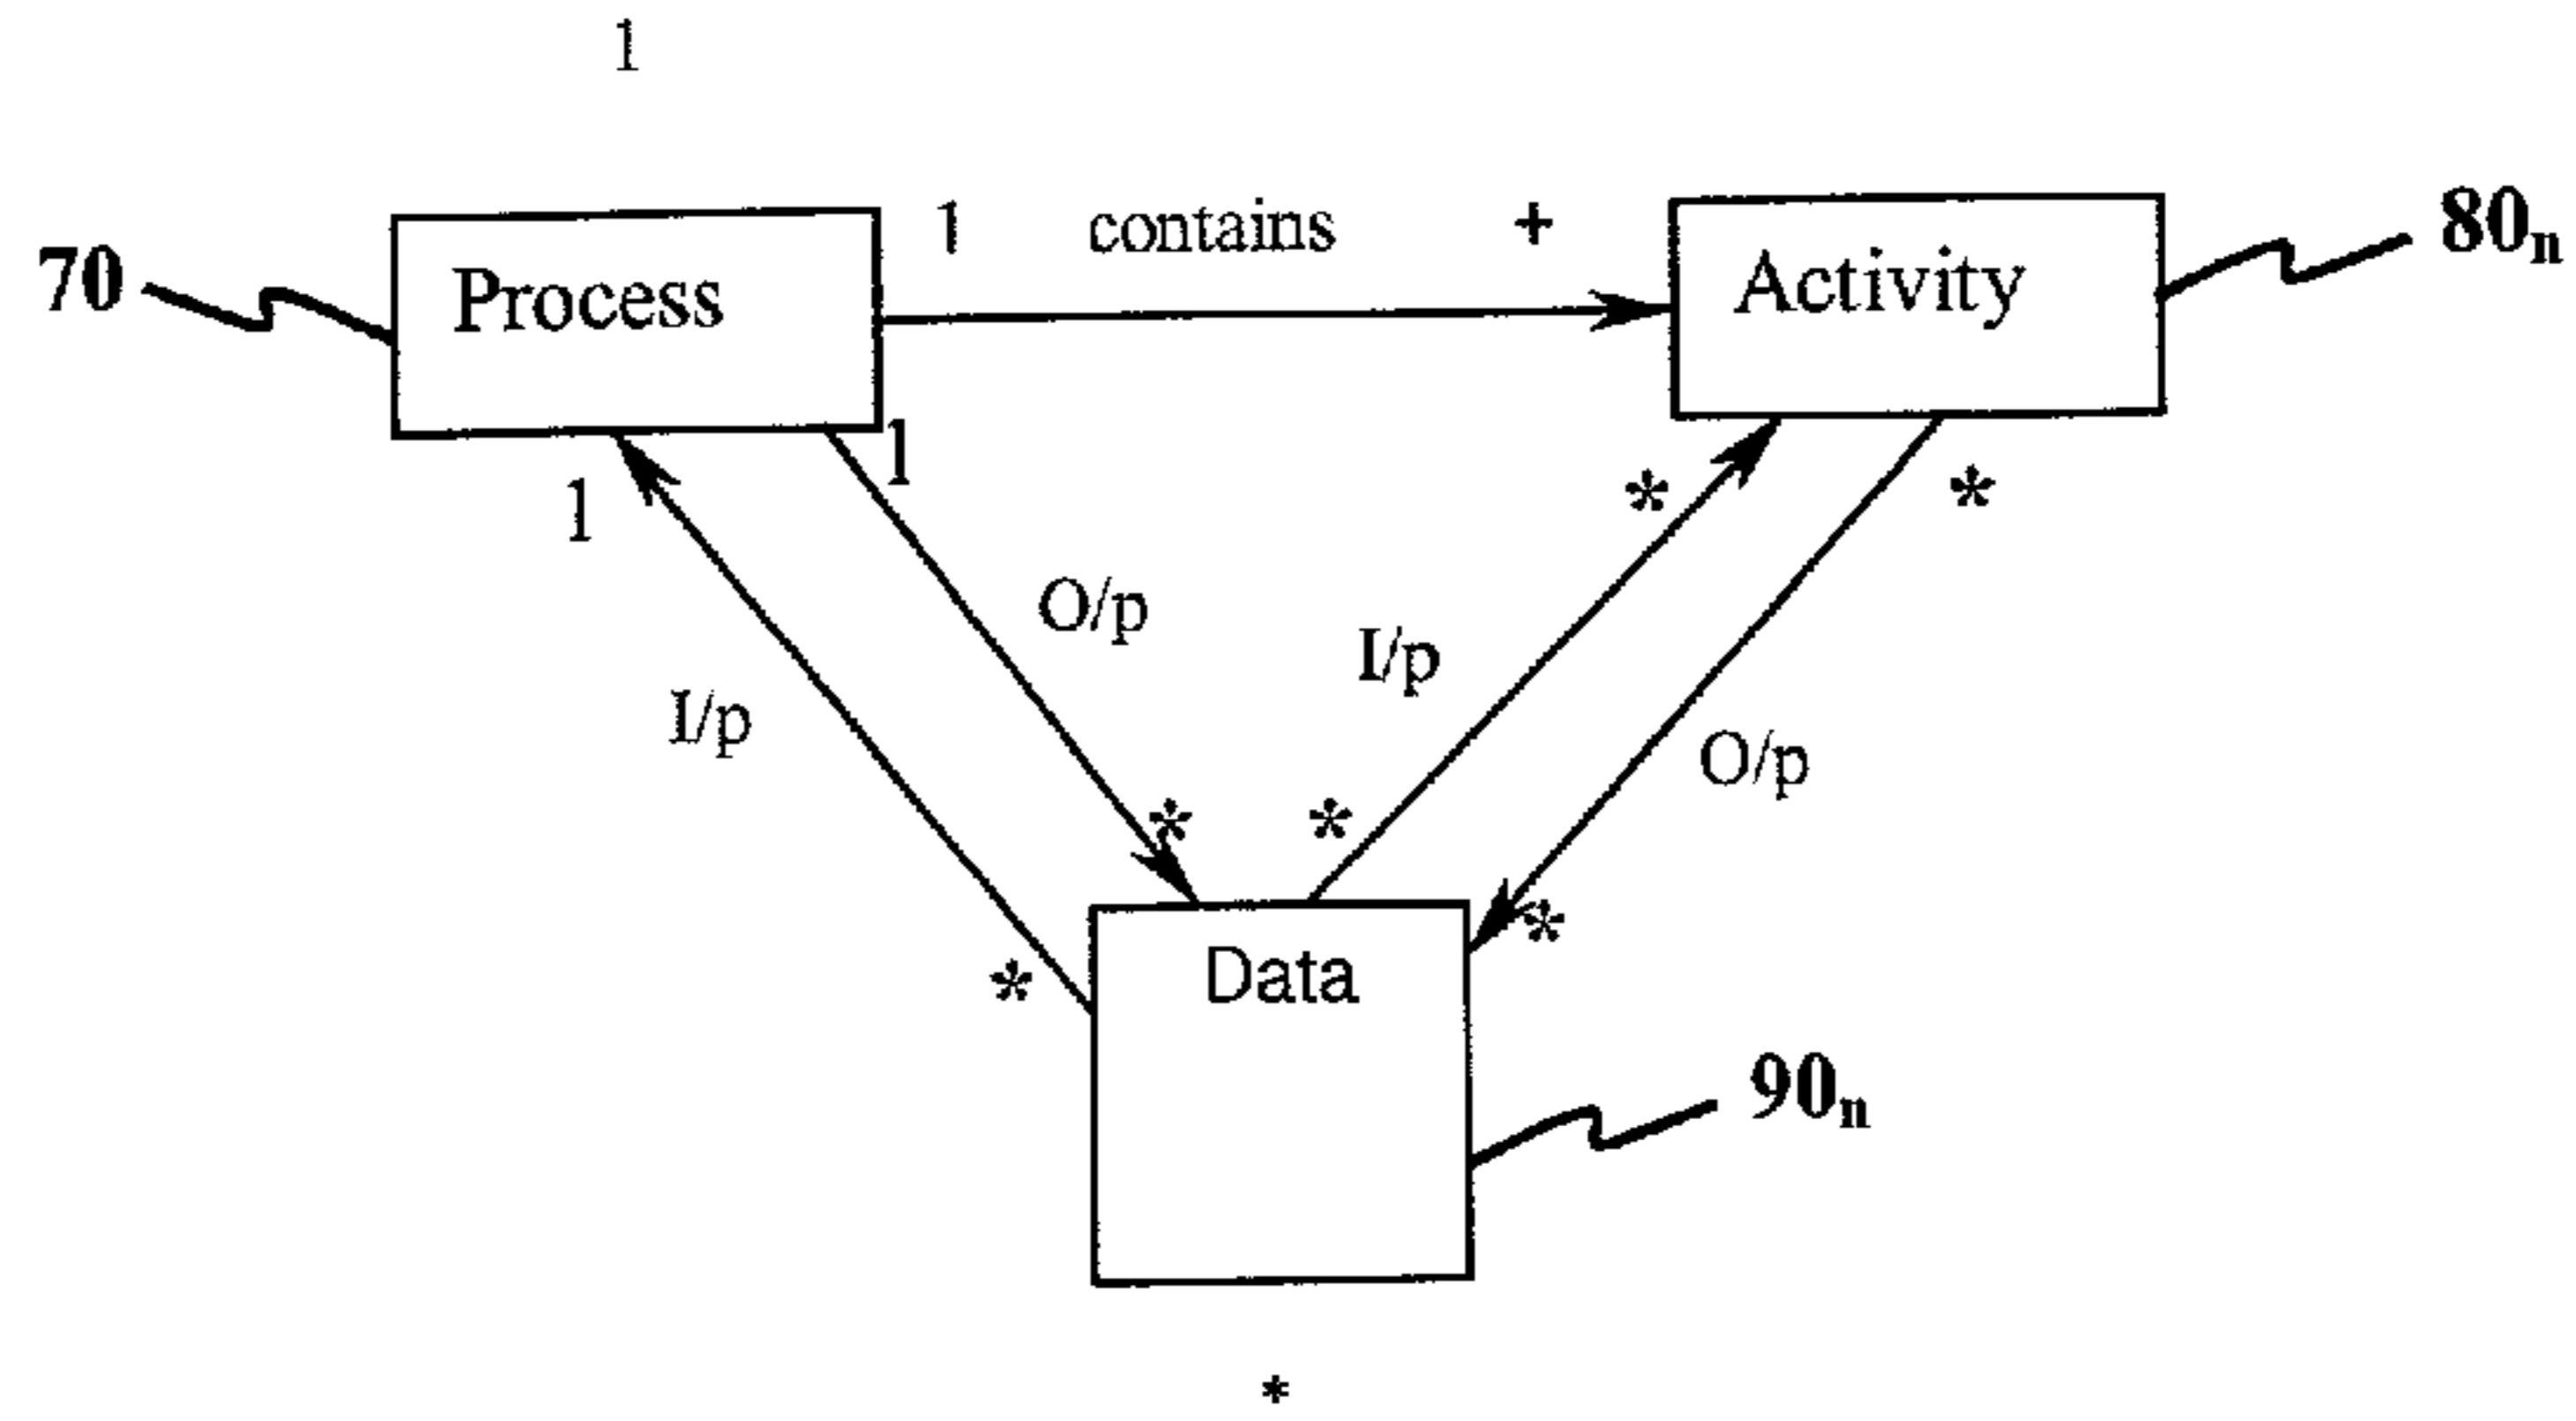 1
1 contains +
70 Process Activity 80n
1 1 * *
O/p
I/p I/p
O/p
* *
* Data *
90n
*